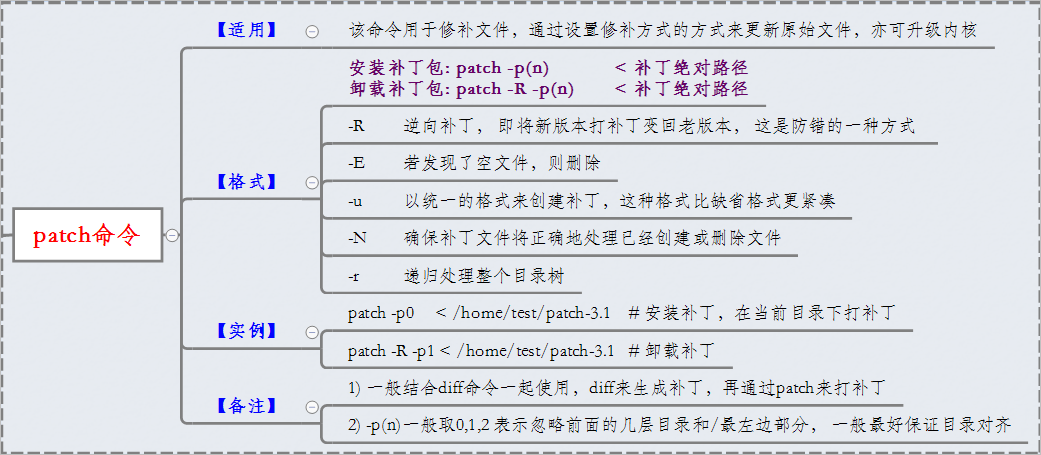 patch命令
【适用】
该命令用于修补文件，通过设置修补方式的方式来更新原始文件，亦可升级内核
【格式】
安装补丁包: patch -p(n) < 补丁绝对路径
卸载补丁包: patch -R -p(n) < 补丁绝对路径
-R 逆向补丁， 即将新版本打补丁变回老版本， 这是防错的一种方式
-E 若发现了空文件，则删除
-u 以统一的格式来创建补丁，这种格式比缺省格式更紧凑
-N 确保补丁文件将正确地处理已经创建或删除文件
-r 递归处理整个目录树
【实例】
patch -p0 < /home/test/patch-3.1 # 安装补丁，在当前目录下打补丁
patch -R -p1 < /home/test/patch-3.1 # 卸载补丁
【备注】
1) 一般结合diff命令一起使用，diff来生成补丁，再通过patch来打补丁
2) -p(n)一般取0,1,2 表示忽略前面的几层目录和/最左边部分， 一般最好保证目录对齐